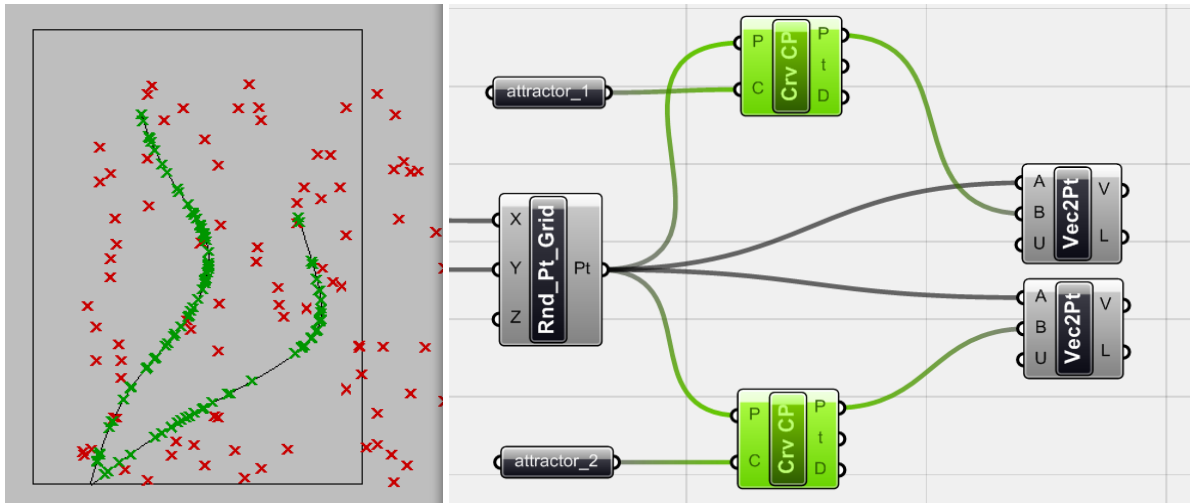 P
C
Crv CP
P
t
D
attractor_1
X
Y
Z
Rnd_Pt_Grid
Pt
A
B
U
Vec2Pt
V
L
A
B
U
Vec2Pt
V
L
P
C
Crv CP
P
t
D
attractor_2